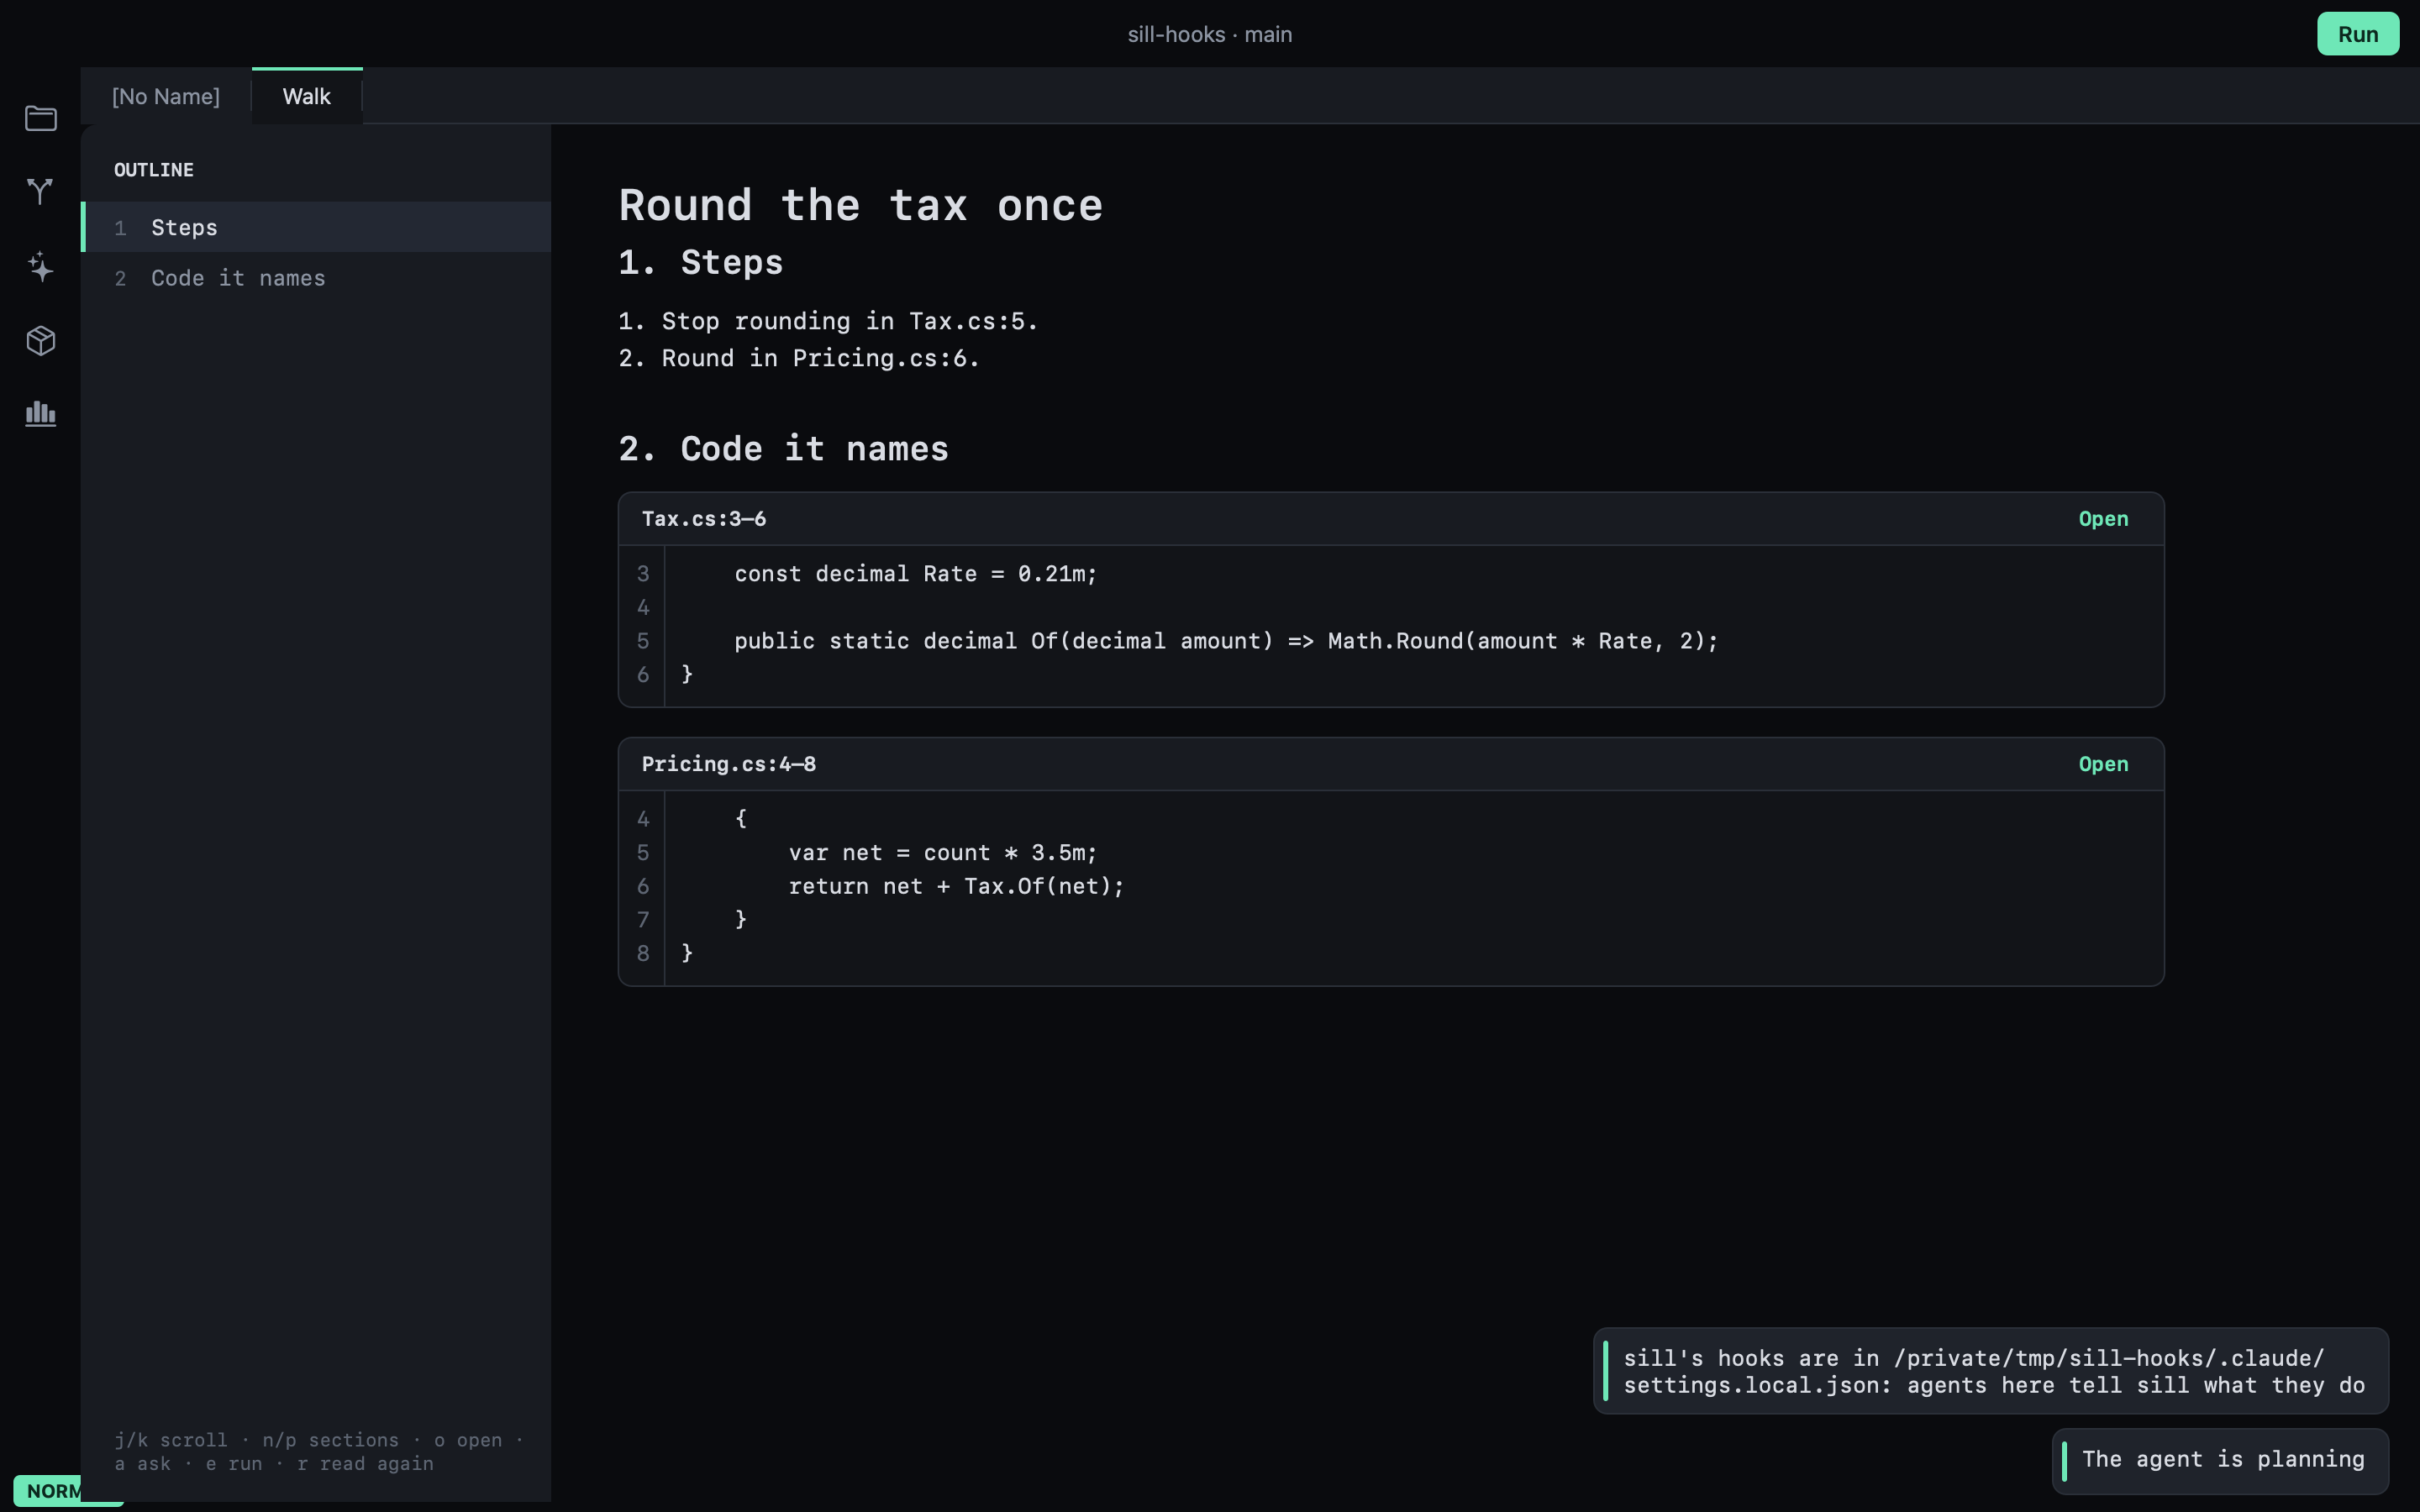 sill-hooks · main
Run
[No Name]
Walk
OUTLINE
1 Steps
2 Code it names
Round the tax once
1. Steps
1. Stop rounding in Tax.cs:5.
2. Round in Pricing.cs:6.
2. Code it names
Tax.cs:3–6
Open
3     const decimal Rate = 0.21m;
4
5     public static decimal Of(decimal amount) => Math.Round(amount * Rate, 2);
6 }
Pricing.cs:4–8
Open
4     {
5         var net = count * 3.5m;
6         return net + Tax.Of(net);
7     }
8 }
sill's hooks are in /private/tmp/sill-hooks/.claude/
settings.local.json: agents here tell sill what they do
The agent is planning
j/k scroll · n/p sections · o open ·
a ask · e run · r read again
NORM